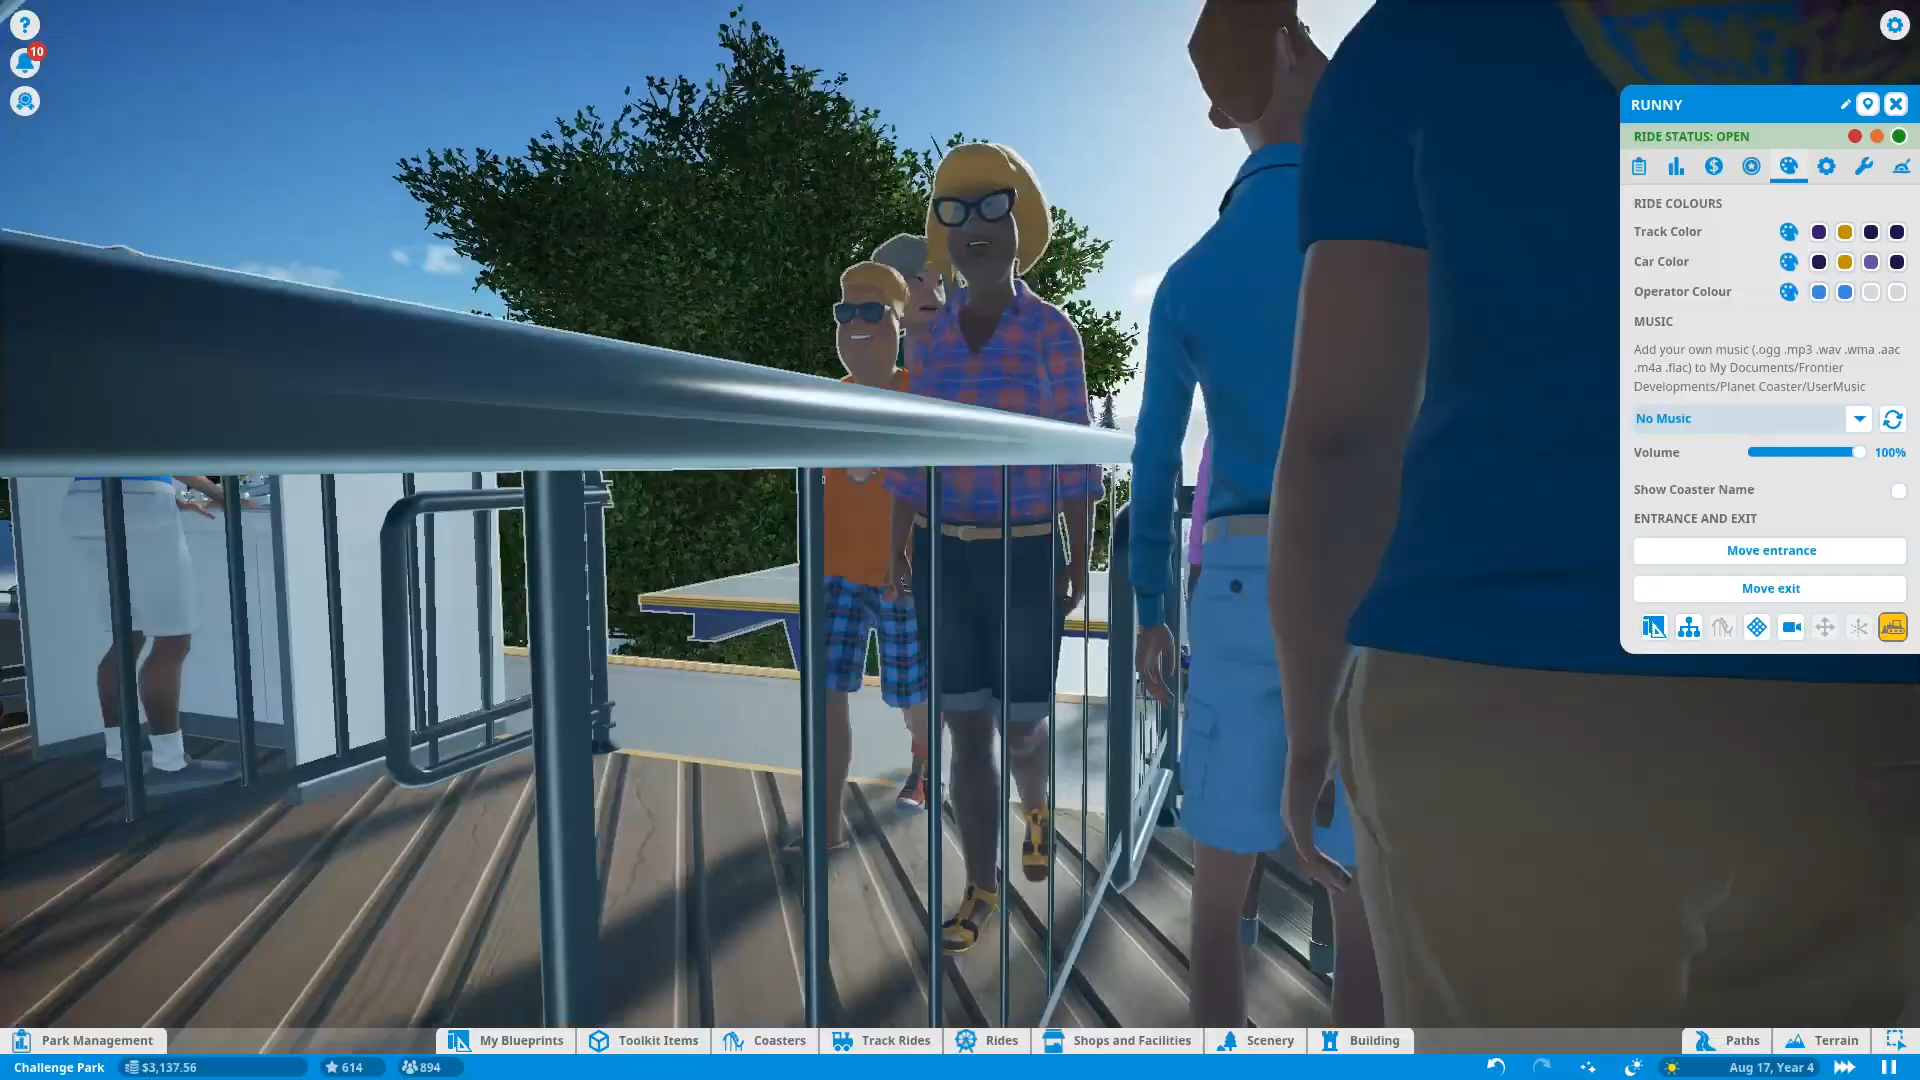 ?
10
RUNNY
RIDE STATUS: OPEN
RIDE COLOURS
Track Color
Car Color
Operator Colour
MUSIC
Add your own music (.ogg .mp3 .wav .wma .aac
.m4a .flac) to My Documents/Frontier
Developments/Planet Coaster/UserMusic
No Music
Volume 100%
Show Coaster Name
ENTRANCE AND EXIT
Move entrance
Move exit
Park Management
My Blueprints
Toolkit Items
Coasters
Track Rides
Rides
Shops and Facilities
Scenery
Building
Paths
Terrain
Challenge Park
$3,137.56
614
894
Aug 17, Year 4